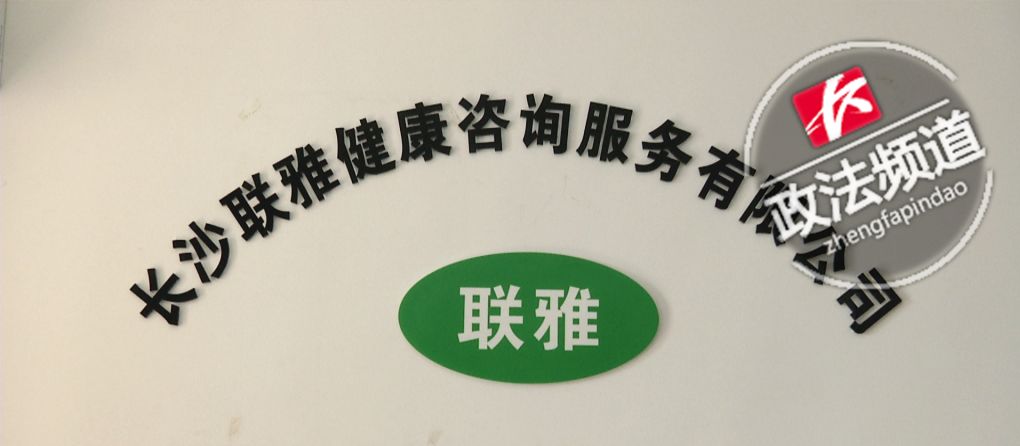 长沙联雅健康咨询服务有限公司
联雅
政法频道
zhengfapindao